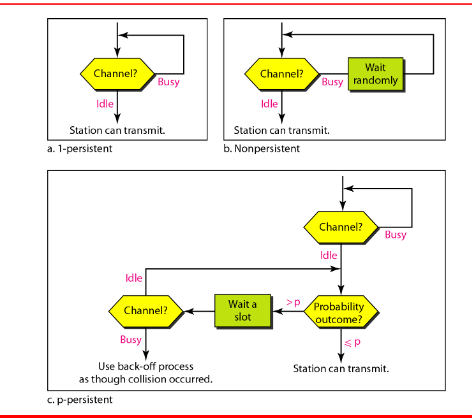 Channel?
Busy
Idle
Station can transmit.
a. 1-persistent
Channel?
Busy
Wait
randomly
Idle
Station can transmit.
b. Nonpersistent
Channel?
Busy
Idle
Idle
Channel?
Wait a
slot
> p
Probability
outcome?
Busy
⩽ p
Use back-off process
as though collision occurred.
Station can transmit.
c. p-persistent